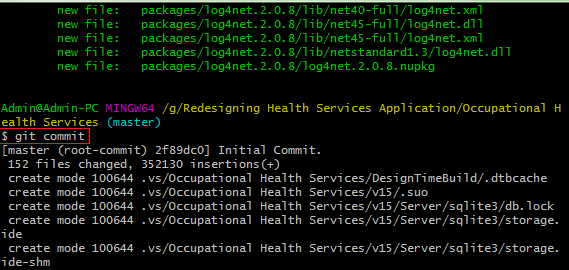 new file:   packages/log4net.2.0.8/lib/net40-full/log4net.xml
new file:   packages/log4net.2.0.8/lib/net45-full/log4net.dll
new file:   packages/log4net.2.0.8/lib/net45-full/log4net.xml
new file:   packages/log4net.2.0.8/lib/netstandard1.3/log4net.dll
new file:   packages/log4net.2.0.8/log4net.2.0.8.nupkg
Admin@Admin-PC MINGW64 /g/Redesigning Health Services Application/Occupational H
ealth Services (master)
$ git commit
[master (root-commit) 2f89dc0] Initial Commit.
152 files changed, 352130 insertions(+)
create mode 100644 .vs/Occupational Health Services/DesignTimeBuild/.dtbcache
create mode 100644 .vs/Occupational Health Services/v15/.suo
create mode 100644 .vs/Occupational Health Services/v15/Server/sqlite3/db.lock
create mode 100644 .vs/Occupational Health Services/v15/Server/sqlite3/storage.
ide
create mode 100644 .vs/Occupational Health Services/v15/Server/sqlite3/storage.
ide-shm